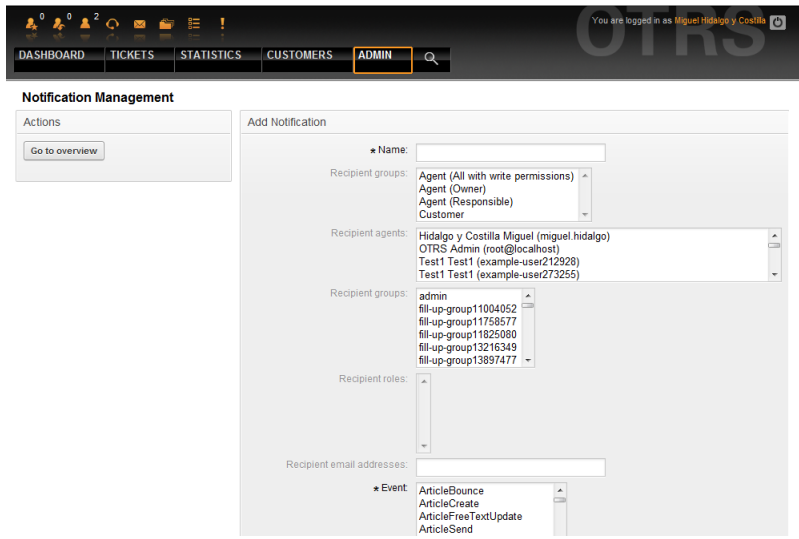 0 0 2
You are logged in as Miguel Hidalgo y Costilla
OTRS
DASHBOARD TICKETS STATISTICS CUSTOMERS ADMIN
Notification Management
Actions
Go to overview
Add Notification
★ Name:
Recipient groups:
Agent (All with write permissions)
Agent (Owner)
Agent (Responsible)
Customer
Recipient agents:
Hidalgo y Costilla Miguel (miguel.hidalgo)
OTRS Admin (root@localhost)
Test1 Test1 (example-user212928)
Test1 Test1 (example-user273255)
Recipient groups:
admin
fill-up-group11004052
fill-up-group11758577
fill-up-group11825080
fill-up-group13216349
fill-up-group13897477
Recipient roles:
Recipient email addresses:
★ Event:
ArticleBounce
ArticleCreate
ArticleFreeTextUpdate
ArticleSend